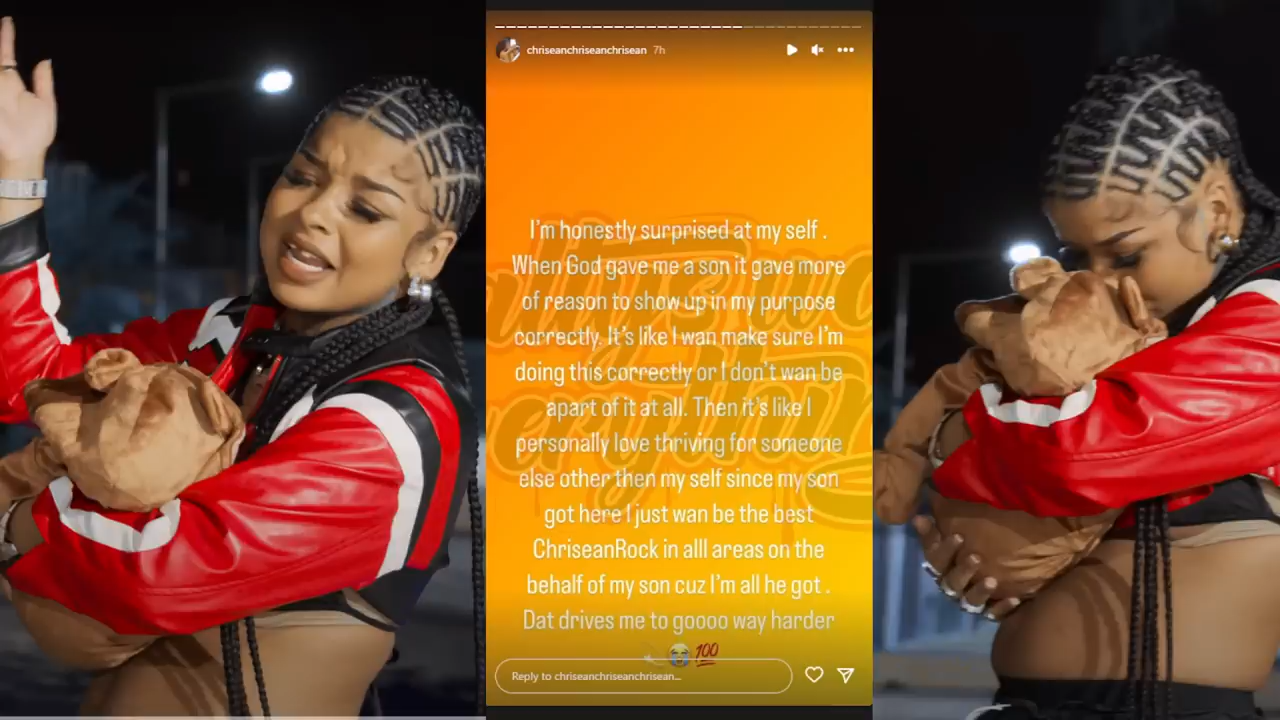 chriseanchriseanchrisean 7h
I'm honestly surprised at my self .
When God gave me a son it gave more
of reason to show up in my purpose
correctly. It's like I wan make sure I'm
doing this correctly or I don't wan be
apart of it at all. Then it's like I
personally love thriving for someone
else other then my self since my son
got here I just wan be the best
ChriseanRock in alll areas on the
behalf of my son cuz I'm all he got .
Dat drives me to goooo way harder
😭💯
Reply to chriseanchriseanchrisean...